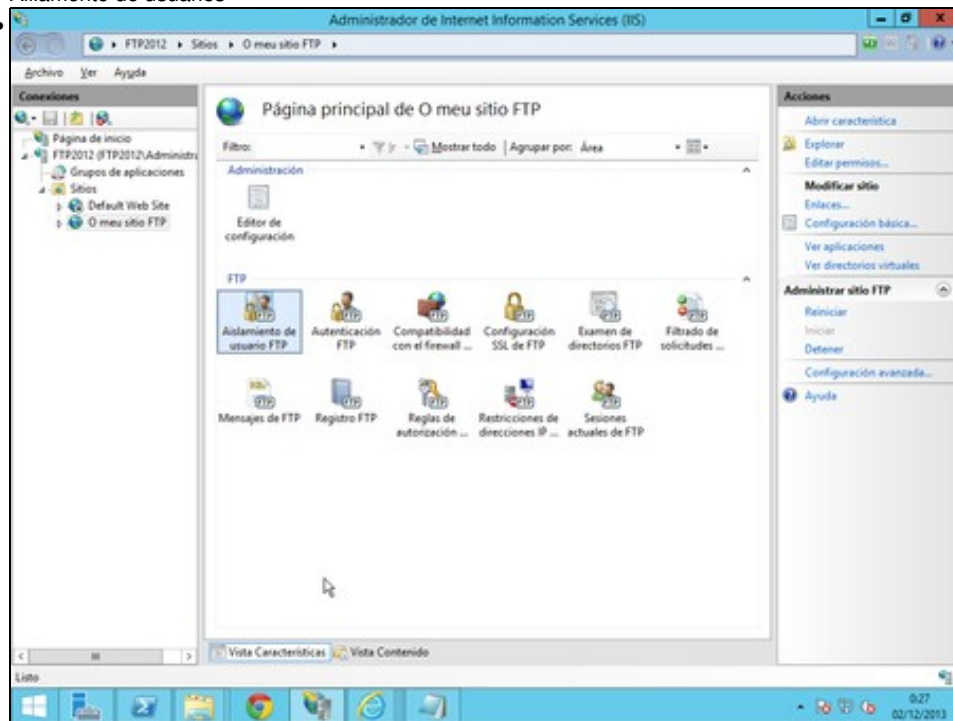 Administrador de Internet Information Services (IIS)
FTP2012 Sitios O meu sitio FTP
Archivo Ver Ayuda
Conexiones
Página de inicio
FTP2012 (FTP2012\Administr
Grupos de aplicaciones
Sitios
Default Web Site
O meu sitio FTP
Página principal de O meu sitio FTP
Filtro: Mostrar todo Agrupar por: Área
Administración
Editor de
configuración
FTP
Aislamiento de
usuario FTP
Autenticación
FTP
Compatibilidad
con el firewall ...
Configuración
SSL de FTP
Examen de
directorios FTP
Filtrado de
solicitudes ...
Mensajes de FTP
Registro FTP
Reglas de
autorización ...
Restricciones de
direcciones IP ...
Sesiones
actuales de FTP
Vista Características Vista Contenido
Acciones
Abrir característica
Explorar
Editar permisos...
Modificar sitio
Enlaces...
Configuración básica...
Ver aplicaciones
Ver directorios virtuales
Administrar sitio FTP
Reiniciar
Iniciar
Detener
Configuración avanzada...
Ayuda
Listo
0:27
02/12/2013